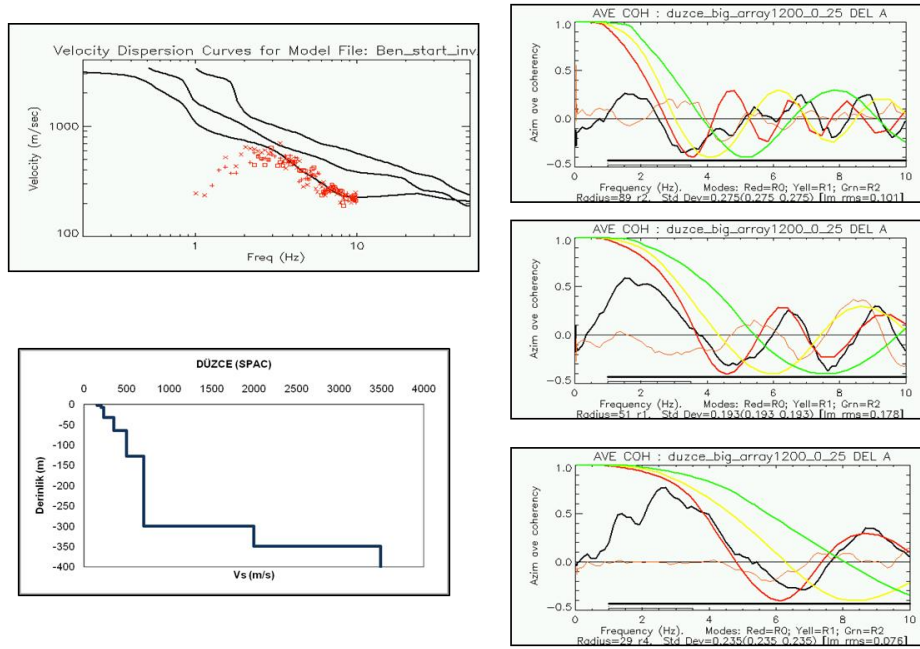 Velocity Dispersion Curves for Model File: Ben_start_inv.
Velocity (m/sec)
1000
100
1
10
Freq (Hz)
DÜZCE (SPAC)
0 500 1000 1500 2000 2500 3000 3500 4000
0
-50
-100
-150
-200
-250
-300
-350
-400
Derinlik (m)
Vs (m/s)
AVE COH : duzce_big_array1200_0_25 DEL A
Azim ave coherency
1.0
0.5
0.0
-0.5
0 2 4 6 8 10
Frequency (Hz). Modes: Red=R0; Yell=R1; Grn=R2
Radius=89 r2. Std Dev=0.275(0.275 0.275) [Im rms=0.101]
AVE COH : duzce_big_array1200_0_25 DEL A
Azim ave coherency
1.0
0.5
0.0
-0.5
0 2 4 6 8 10
Frequency (Hz). Modes: Red=R0; Yell=R1; Grn=R2
Radius=51 r1. Std Dev=0.193(0.193 0.193) [Im rms=0.178]
AVE COH : duzce_big_array1200_0_25 DEL A
Azim ave coherency
1.0
0.5
0.0
-0.5
0 2 4 6 8 10
Frequency (Hz). Modes: Red=R0; Yell=R1; Grn=R2
Radius=29 r4. Std Dev=0.235(0.235 0.235) [Im rms=0.076]